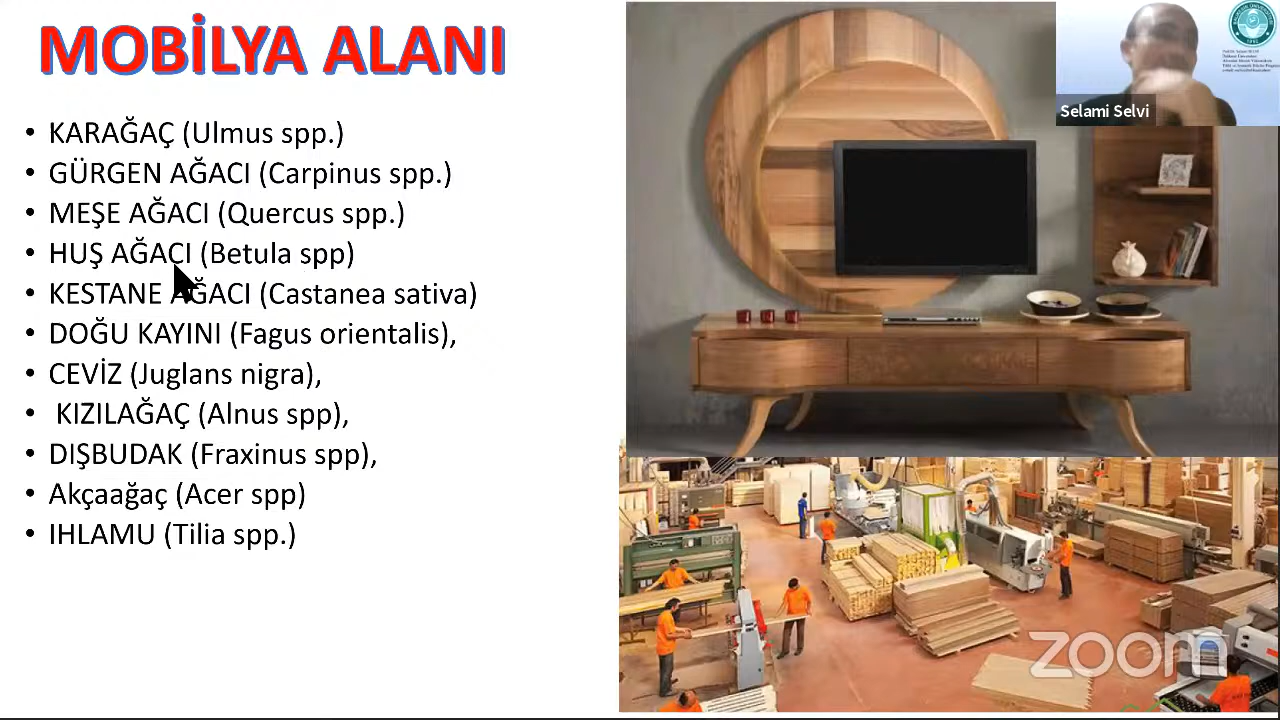 MOBİLYA ALANI
• KARAĞAÇ (Ulmus spp.)
• GÜRGEN AĞACI (Carpinus spp.)
• MEŞE AĞACI (Quercus spp.)
• HUŞ AĞACI (Betula spp)
• KESTANE AĞACI (Castanea sativa)
• DOĞU KAYINI (Fagus orientalis),
• CEVİZ (Juglans nigra),
• KIZILAĞAÇ (Alnus spp),
• DIŞBUDAK (Fraxinus spp),
• Akçaağaç (Acer spp)
• IHLAMU (Tilia spp.)
Selami Selvi
zoom